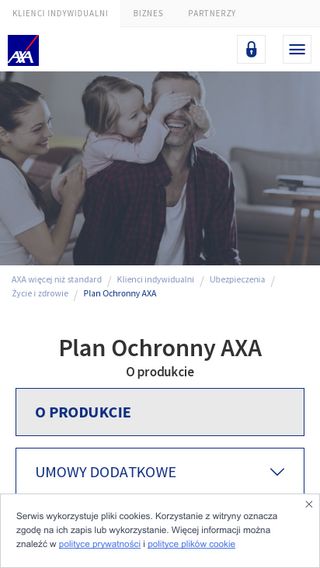 KLIENCI INDYWIDUALNI BIZNES PARTNERZY
AXA
AXA więcej niż standard / Klienci indywidualni / Ubezpieczenia /
Życie i zdrowie / Plan Ochronny AXA
Plan Ochronny AXA
O produkcie
O PRODUKCIE
UMOWY DODATKOWE
Serwis wykorzystuje pliki cookies. Korzystanie z witryny oznacza
zgodę na ich zapis lub wykorzystanie. Więcej informacji można
znaleźć w polityce prywatności i polityce plików cookie